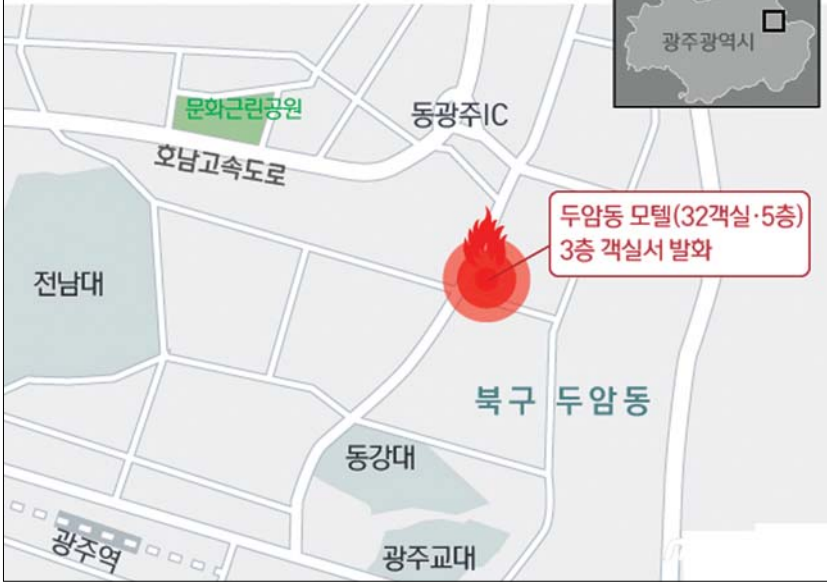 광주광역시
문화근린공원
동광주IC
호남고속도로
두암동 모텔(32객실·5층)
3층 객실서 발화
전남대
북구 두암동
동강대
광주역
광주교대